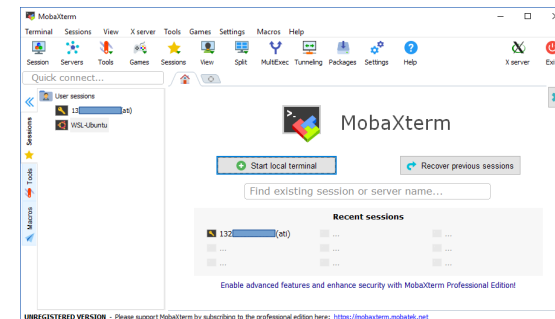 MobaXterm
Terminal Sessions View X server Tools Games Settings Macros Help
Session Servers Tools Games Sessions View Split MultiExec Tunneling Packages Settings Help X server Exit
Quick connect...
User sessions
13 ati)
WSL-Ubuntu
Sessions
Tools
Macros
>_
MobaXterm
Start local terminal
Recover previous sessions
Find existing session or server name...
Recent sessions
132 (ati) ... ...
... ... ...
... ... ...
Enable advanced features and enhance security with MobaXterm Professional Edition!
UNREGISTERED VERSION - Please support MobaXterm by subscribing to the professional edition here: https://mobaxterm.mobatek.net